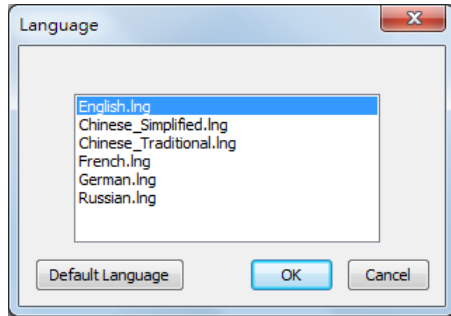 Language
English.lng
Chinese_Simplified.lng
Chinese_Traditional.lng
French.lng
German.lng
Russian.lng
Default Language OK Cancel